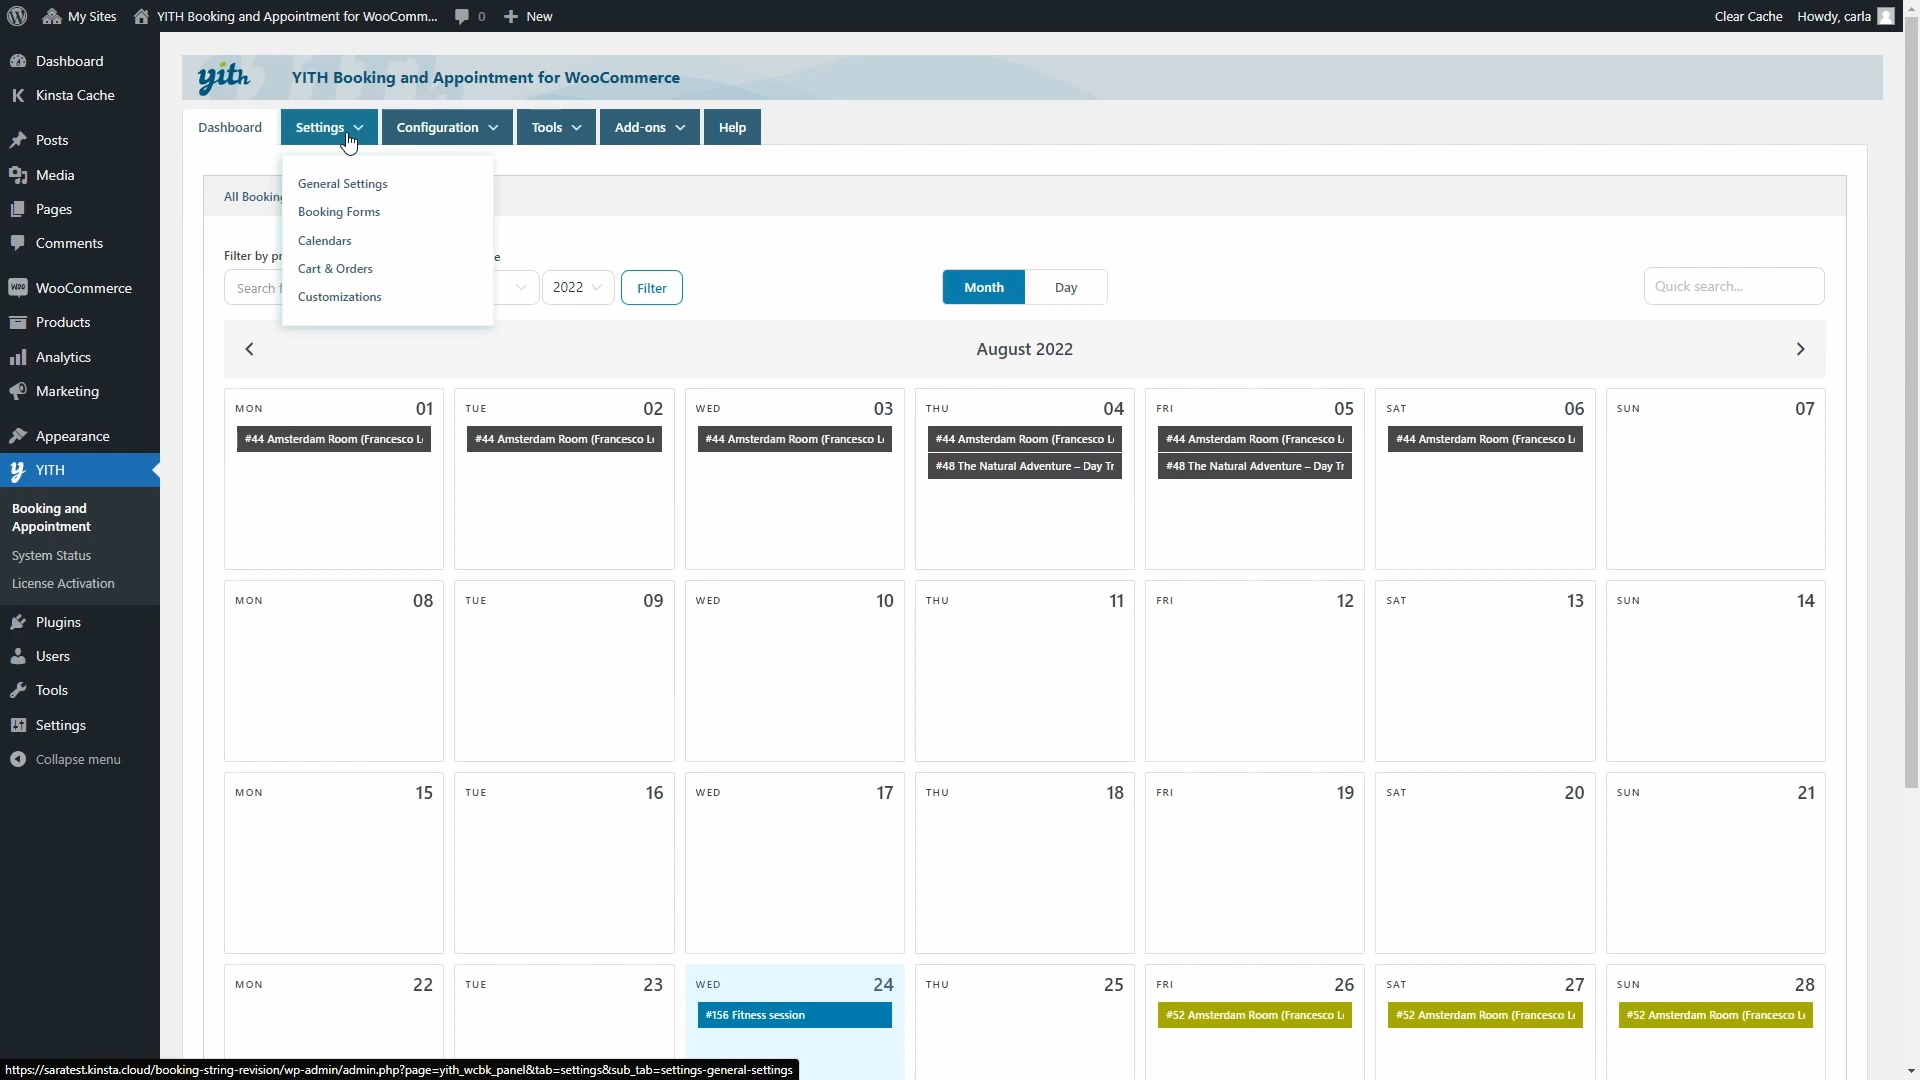 My Sites
YITH Booking and Appointment for WooComm...
0
New
Clear Cache
Howdy, carla
Dashboard
Kinsta Cache
Posts
Media
Pages
Comments
WooCommerce
Products
Analytics
Marketing
Appearance
YITH
Booking and
Appointment
System Status
License Activation
Plugins
Users
Tools
Settings
Collapse menu
yith
YITH Booking and Appointment for WooCommerce
Dashboard
Settings
Configuration
Tools
Add-ons
Help
General Settings
Booking Forms
Calendars
Cart & Orders
Customizations
All Booking
Filter by pr
e
Search f
2022
Filter
Month
Day
Quick search...
August 2022
MON 01
#44 Amsterdam Room (Francesco L
TUE 02
#44 Amsterdam Room (Francesco L
WED 03
#44 Amsterdam Room (Francesco L
THU 04
#44 Amsterdam Room (Francesco L
#48 The Natural Adventure – Day Tr
FRI 05
#44 Amsterdam Room (Francesco L
#48 The Natural Adventure – Day Tr
SAT 06
#44 Amsterdam Room (Francesco L
SUN 07
MON 08
TUE 09
WED 10
THU 11
FRI 12
SAT 13
SUN 14
MON 15
TUE 16
WED 17
THU 18
FRI 19
SAT 20
SUN 21
MON 22
TUE 23
WED 24
#156 Fitness session
THU 25
FRI 26
#52 Amsterdam Room (Francesco L
SAT 27
#52 Amsterdam Room (Francesco L
SUN 28
#52 Amsterdam Room (Francesco L
https://saratest.kinsta.cloud/booking-string-revision/wp-admin/admin.php?page=yith_wcbk_panel&tab=settings&sub_tab=settings-general-settings